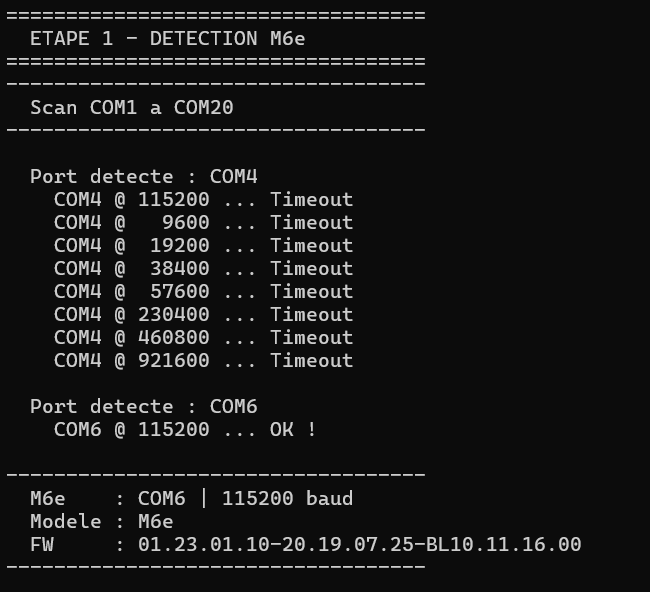 ===================================
  ETAPE 1 - DETECTION M6e
===================================
-----------------------------------
  Scan COM1 a COM20
-----------------------------------
  Port detecte : COM4
    COM4 @ 115200 ... Timeout
    COM4 @   9600 ... Timeout
    COM4 @  19200 ... Timeout
    COM4 @  38400 ... Timeout
    COM4 @  57600 ... Timeout
    COM4 @ 230400 ... Timeout
    COM4 @ 460800 ... Timeout
    COM4 @ 921600 ... Timeout
  Port detecte : COM6
    COM6 @ 115200 ... OK !
-----------------------------------
  M6e    : COM6 | 115200 baud
  Modele : M6e
  FW     : 01.23.01.10-20.19.07.25-BL10.11.16.00
-----------------------------------